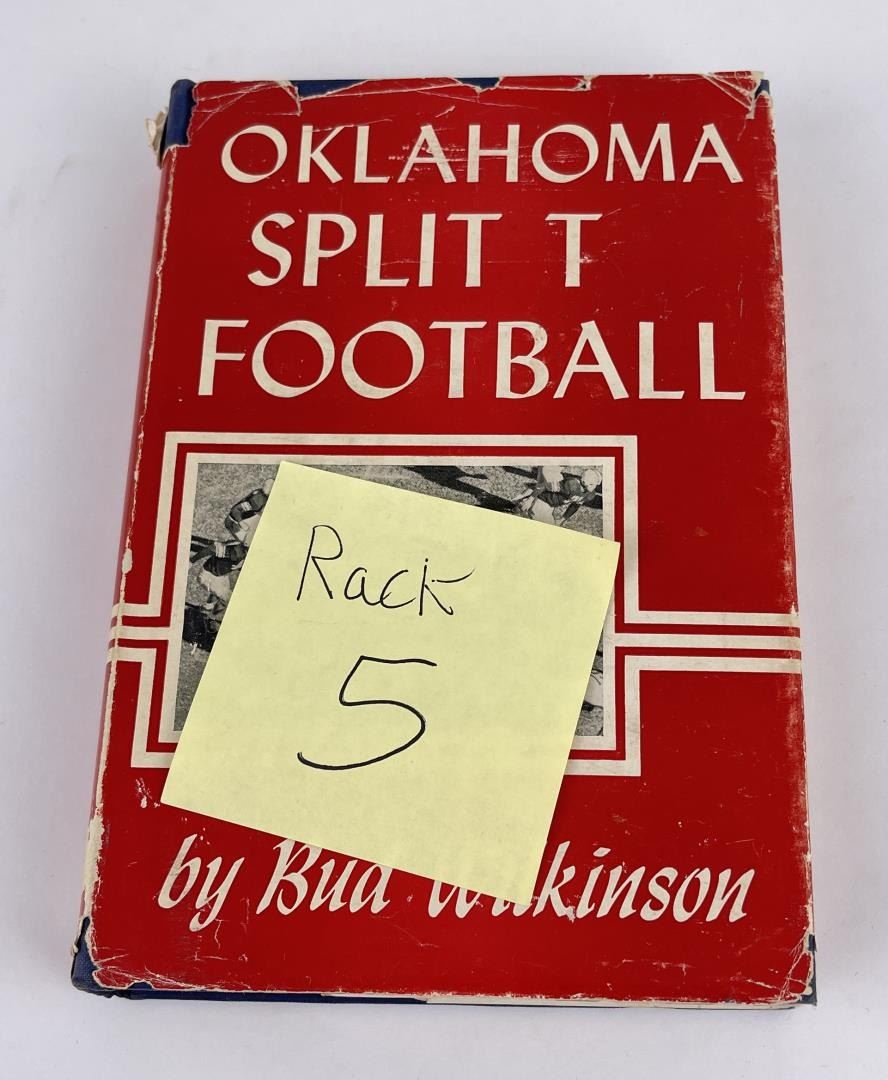 OKLAHOMA
SPLIT T
FOOTBALL
Rack
5
by Bud Wilkinson